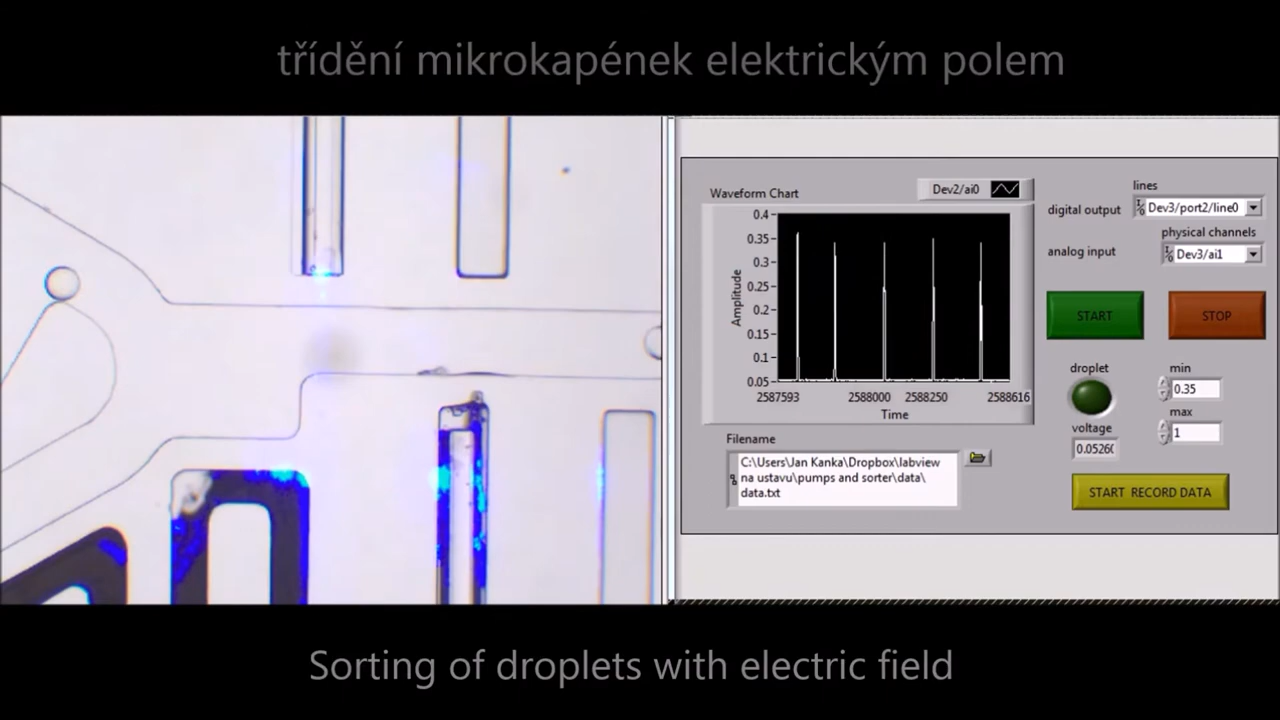 třídění mikrokapének elektrickým polem
Waveform Chart
Dev2/ai0
Amplitude
0.4
0.35
0.3
0.25
0.2
0.15
0.1
0.05
2587593
2588000
2588250
2588616
Time
Filename
C:\Users\Jan Kanka\Dropbox\labview
na ustavu\pumps and sorter\data\
data.txt
lines
digital output
Dev3/port2/line0
physical channels
analog input
Dev3/ai1
START
STOP
droplet
min
0.35
max
1
voltage
0.0526
START RECORD DATA
Sorting of droplets with electric field